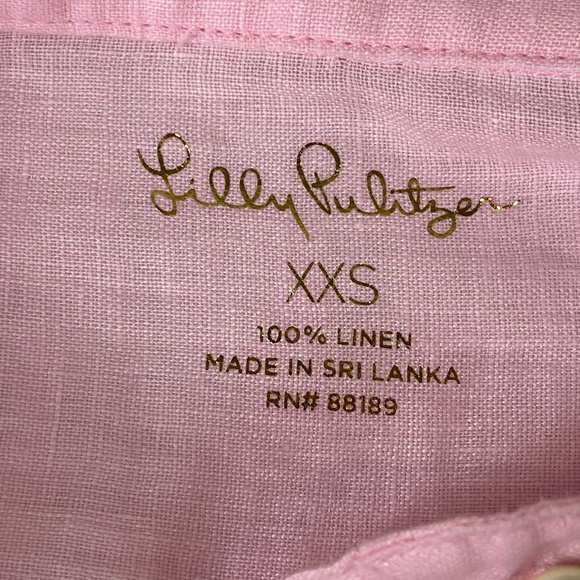 Lilly Pulitzer
XXS
100% LINEN
MADE IN SRI LANKA
RN# 88189